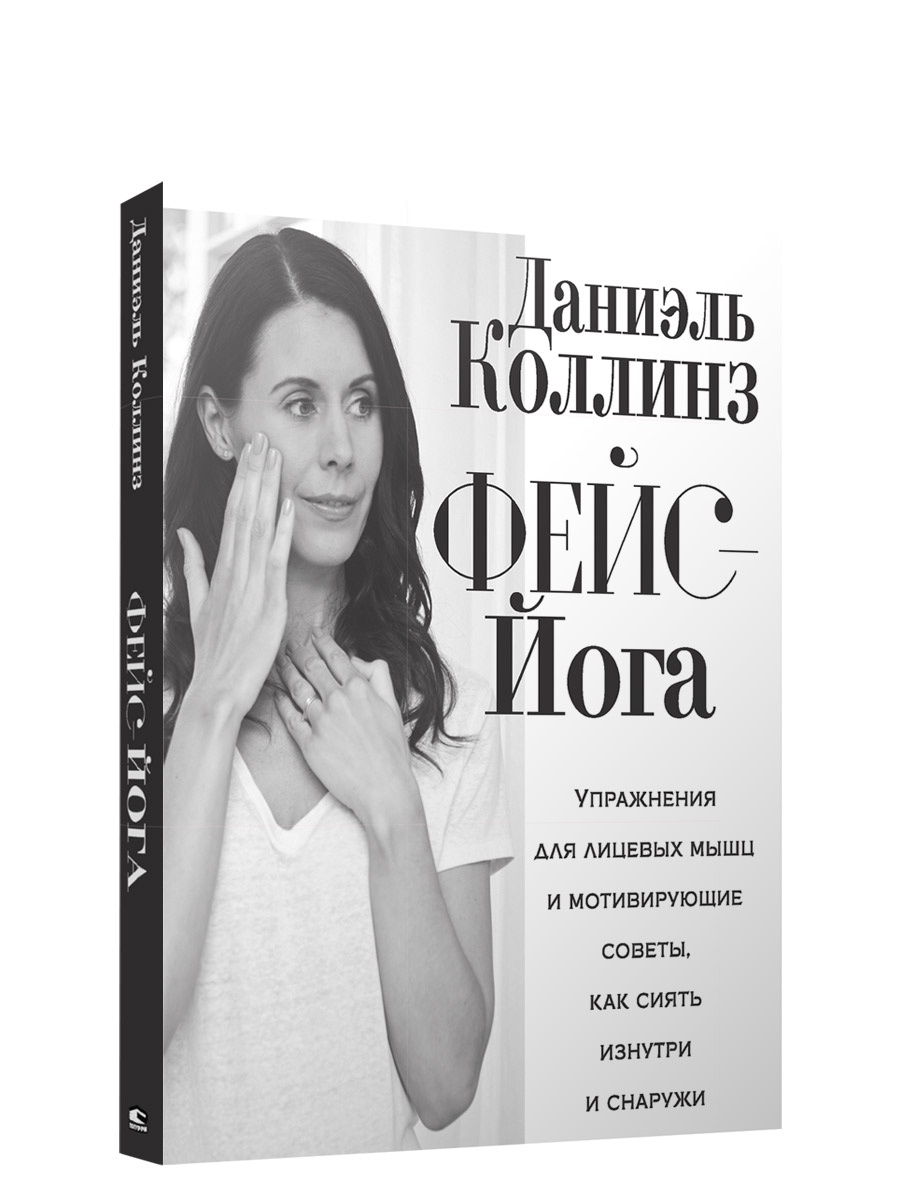 Даниэль Коллинз
ФЕЙС-ЙОГА
Даниэль
Коллинз
ФЕЙС-
Йога
Упражнения
для лицевых мышц
и мотивирующие
советы,
как сиять
изнутри
и снаружи